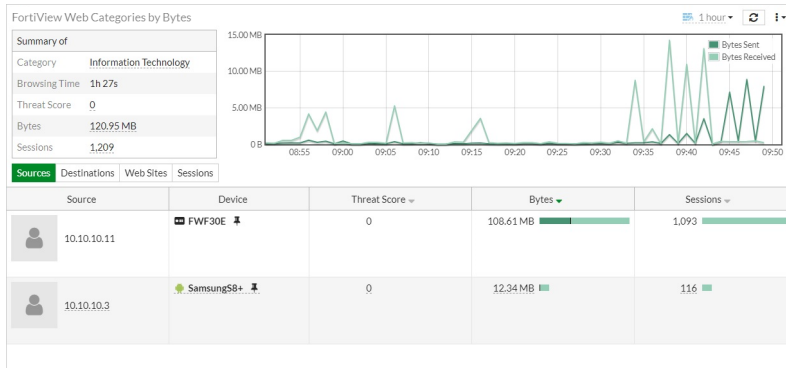 FortiView Web Categories by Bytes
1 hour
Summary of
Category Information Technology
Browsing Time 1h 27s
Threat Score 0
Bytes 120.95 MB
Sessions 1,209
15.00 MB
10.00 MB
5.00 MB
0 B
Bytes Sent
Bytes Received
08:55 09:00 09:05 09:10 09:15 09:20 09:25 09:30 09:35 09:40 09:45 09:50
Sources Destinations Web Sites Sessions
Source Device Threat Score Bytes Sessions
10.10.10.11 FWF30E 0 108.61 MB 1,093
10.10.10.3 SamsungS8+ 0 12.34 MB 116